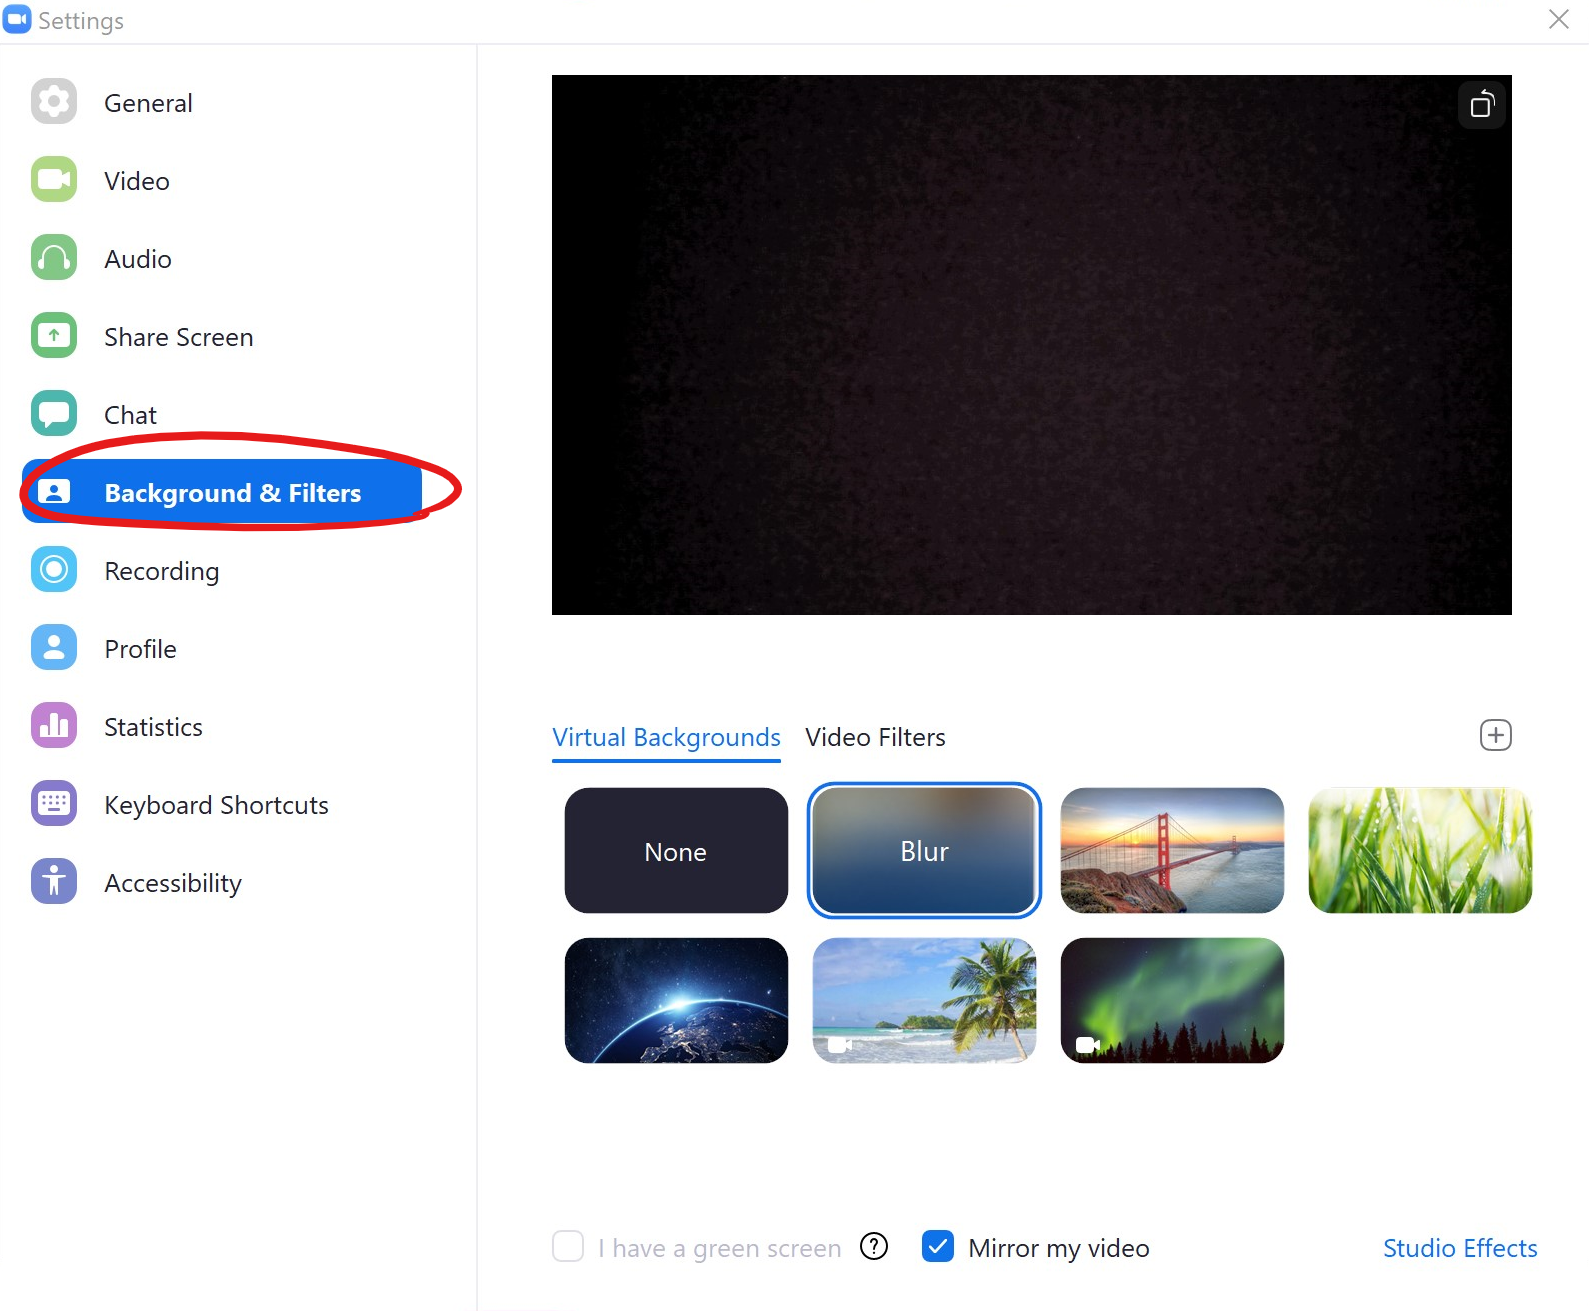 Settings
General
Video
Audio
Share Screen
Chat
Background & Filters
Recording
Profile
Statistics
Keyboard Shortcuts
Accessibility
Virtual Backgrounds Video Filters
None
Blur
I have a green screen
Mirror my video
Studio Effects